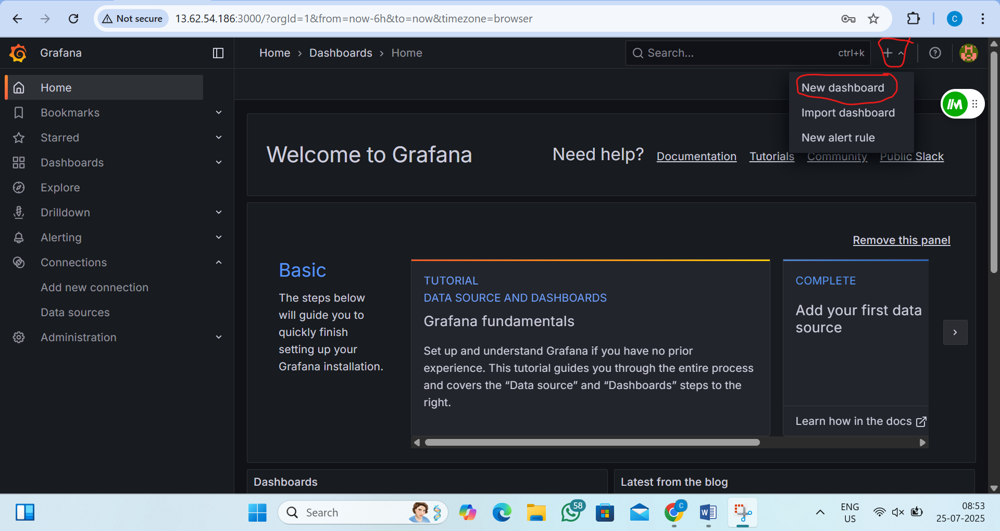 Not secure
13.62.54.186:3000/?orgId=1&from=now-6h&to=now&timezone=browser
C
Grafana
Home › Dashboards › Home
Search...
ctrl+k
Home
Bookmarks
Starred
Dashboards
Explore
Drilldown
Alerting
Connections
Add new connection
Data sources
Administration
New dashboard
Import dashboard
New alert rule
Welcome to Grafana
Need help?
Documentation
Tutorials
Community
Public Slack
Remove this panel
Basic
The steps below
will guide you to
quickly finish
setting up your
Grafana installation.
TUTORIAL
DATA SOURCE AND DASHBOARDS
Grafana fundamentals
Set up and understand Grafana if you have no prior
experience. This tutorial guides you through the entire process
and covers the “Data source” and “Dashboards” steps to the
right.
COMPLETE
Add your first data
source
Learn how in the docs
Dashboards
Latest from the blog
Search
58
C
W
ENG
US
08:53
25-07-2025